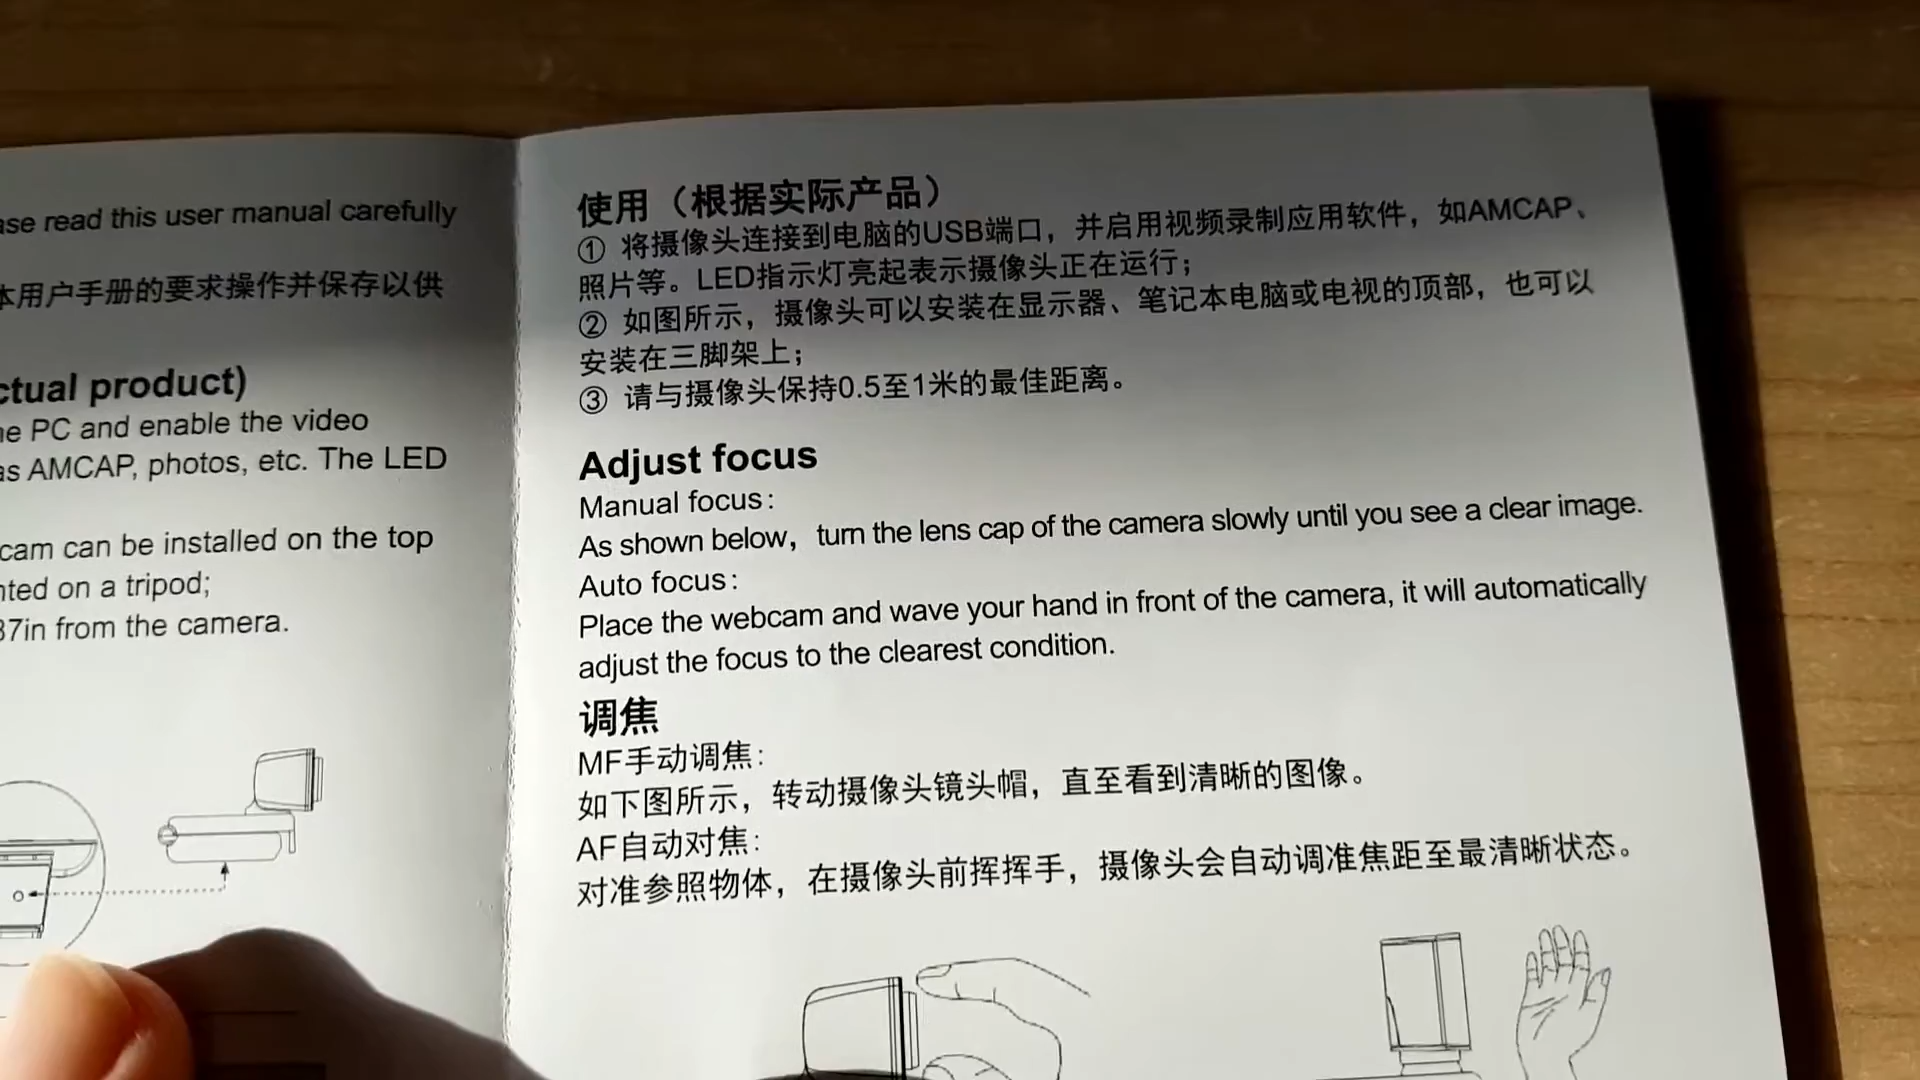 read this user manual carefully
本用户手册的要求操作并保存以供
product)
PC and enable the video
AMCAP, photos, etc. The LED
can be installed on the top
on a tripod;
from the camera.
使用（根据实际产品）
① 将摄像头连接到电脑的USB端口，并启用视频录制应用软件，如AMCAP、
照片等。LED指示灯亮起表示摄像头正在运行；
② 如图所示，摄像头可以安装在显示器、笔记本电脑或电视的顶部，也可以
安装在三脚架上；
③ 请与摄像头保持0.5至1米的最佳距离。
Adjust focus
Manual focus:
As shown below，turn the lens cap of the camera slowly until you see a clear image.
Auto focus:
Place the webcam and wave your hand in front of the camera, it will automatically
adjust the focus to the clearest condition.
调焦
MF手动调焦:
如下图所示，转动摄像头镜头帽，直至看到清晰的图像。
AF自动对焦:
对准参照物体，在摄像头前挥挥手，摄像头会自动调准焦距至最清晰状态。